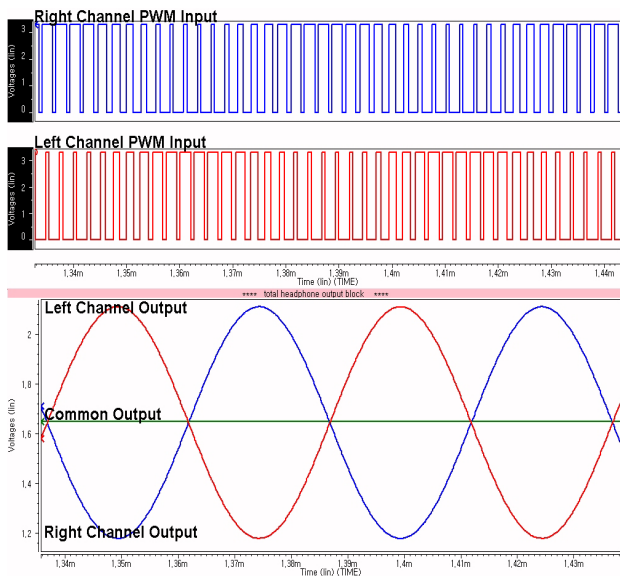 Right Channel PWM Input
Voltages (lin)
3
2
1
0
Left Channel PWM Input
Voltages (lin)
3
2
1
0
1,34m 1,35m 1,36m 1,37m 1,38m 1,39m 1,4m 1,41m 1,42m 1,43m 1,44m
Time (lin) (TIME)
**** total headphone output block ****
Left Channel Output
Voltages (lin)
2
1,8
Common Output
1,6
1,4
1,2
Right Channel Output
1,34m 1,35m 1,36m 1,37m 1,38m 1,39m 1,4m 1,41m 1,42m 1,43m
Time (lin) (TIME)